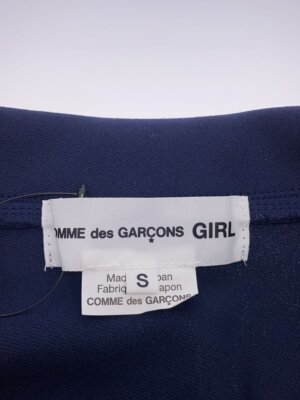 OMME des GARÇONS GIRL
Mad pan
S
Fabriq apon
COMME des GARÇONS